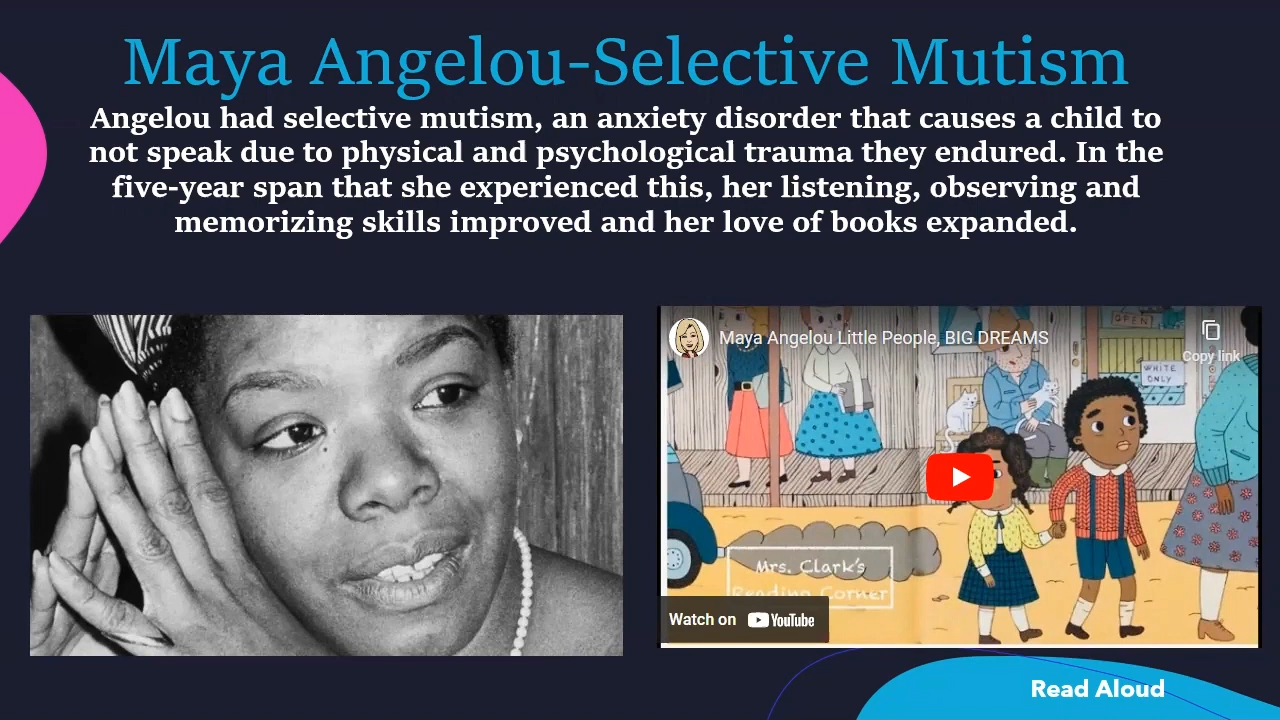 Maya Angelou-Selective Mutism
Angelou had selective mutism, an anxiety disorder that causes a child to
not speak due to physical and psychological trauma they endured. In the
five-year span that she experienced this, her listening, observing and
memorizing skills improved and her love of books expanded.
Maya Angelou Little People, BIG DREAMS
Copy link
OPEN
WHITE
ONLY
Mrs. Clark's
Reading Corner
Watch on YouTube
Read Aloud